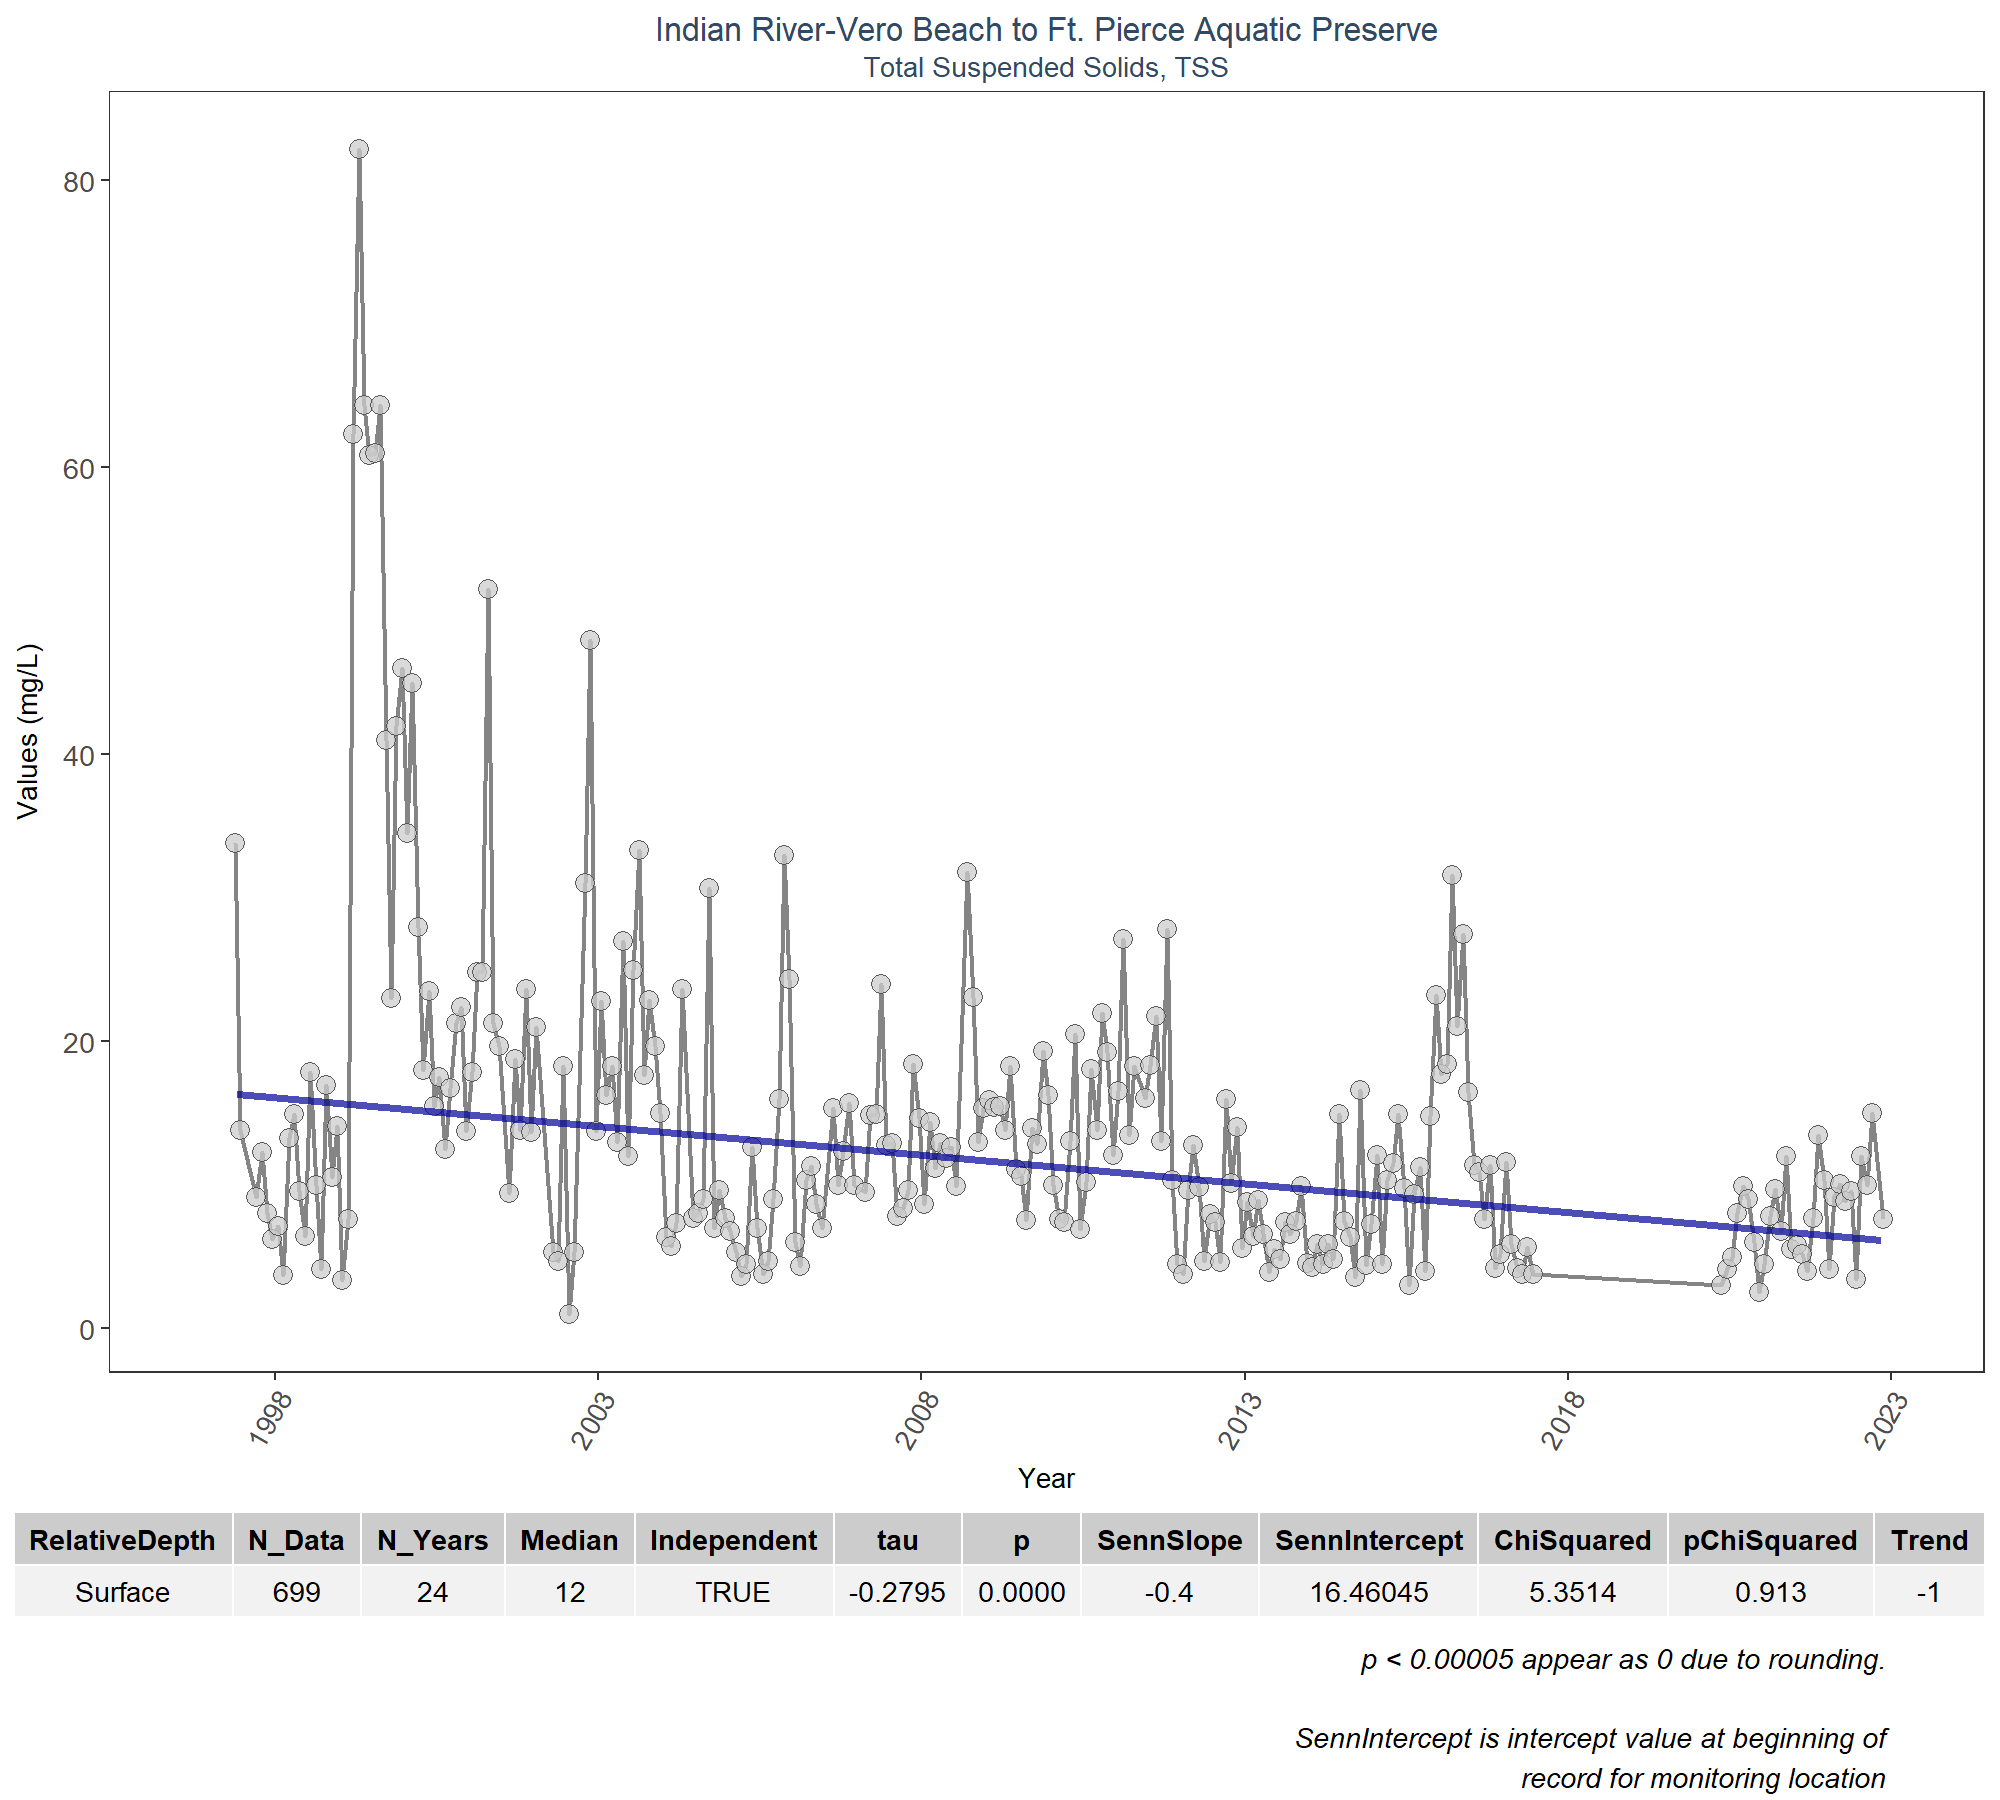 Indian River-Vero Beach to Ft. Pierce Aquatic Preserve
Total Suspended Solids, TSS
Values (mg/L)
80
60
40
20
0
1998
2003
2008
2013
2018
2023
Year
RelativeDepth N_Data N_Years Median Independent tau p SennSlope SennIntercept ChiSquared pChiSquared Trend
Surface 699 24 12 TRUE -0.2795 0.0000 -0.4 16.46045 5.3514 0.913 -1
p < 0.00005 appear as 0 due to rounding.
SennIntercept is intercept value at beginning of
record for monitoring location